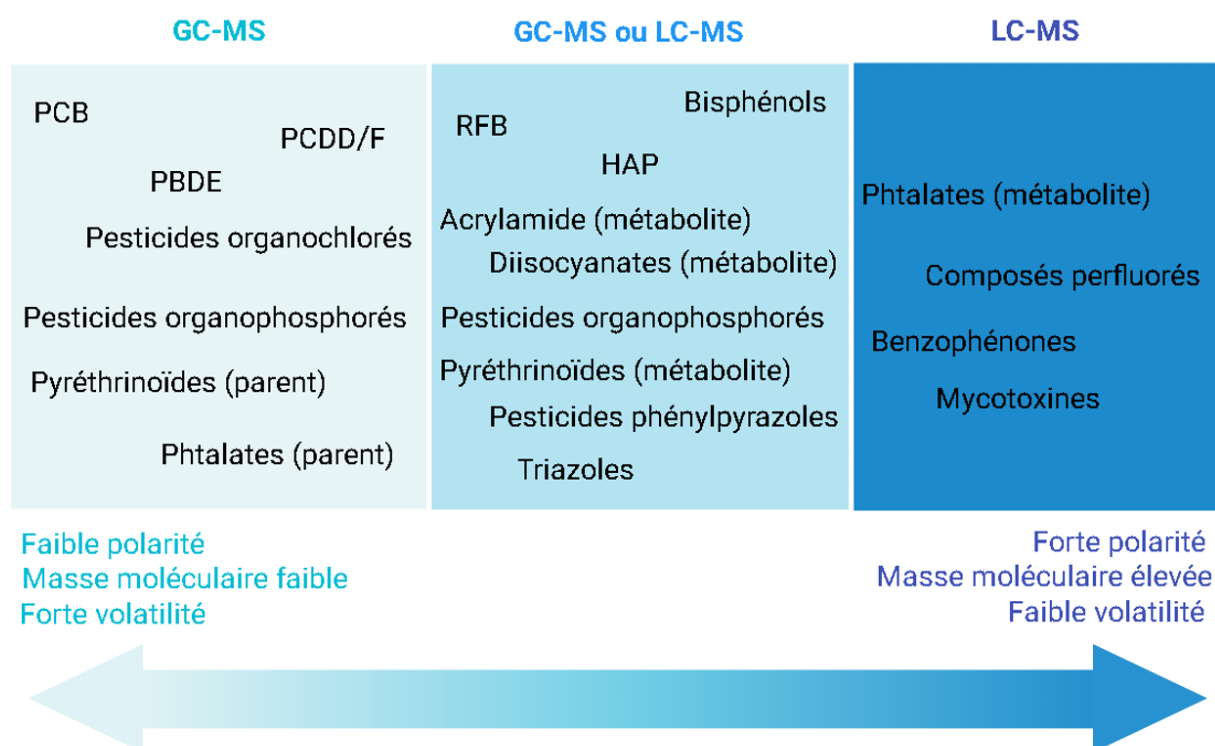 GC-MS
GC-MS ou LC-MS
LC-MS
PCB
PCDD/F
PBDE
Pesticides organochlorés
Pesticides organophosphorés
Pyréthrinoïdes (parent)
Phtalates (parent)
Bisphénols
RFB
HAP
Acrylamide (métabolite)
Diisocyanates (métabolite)
Pesticides organophosphorés
Pyréthrinoïdes (métabolite)
Pesticides phénylpyrazoles
Triazoles
Phtalates (métabolite)
Composés perfluorés
Benzophénones
Mycotoxines
Faible polarité
Masse moléculaire faible
Forte volatilité
Forte polarité
Masse moléculaire élevée
Faible volatilité